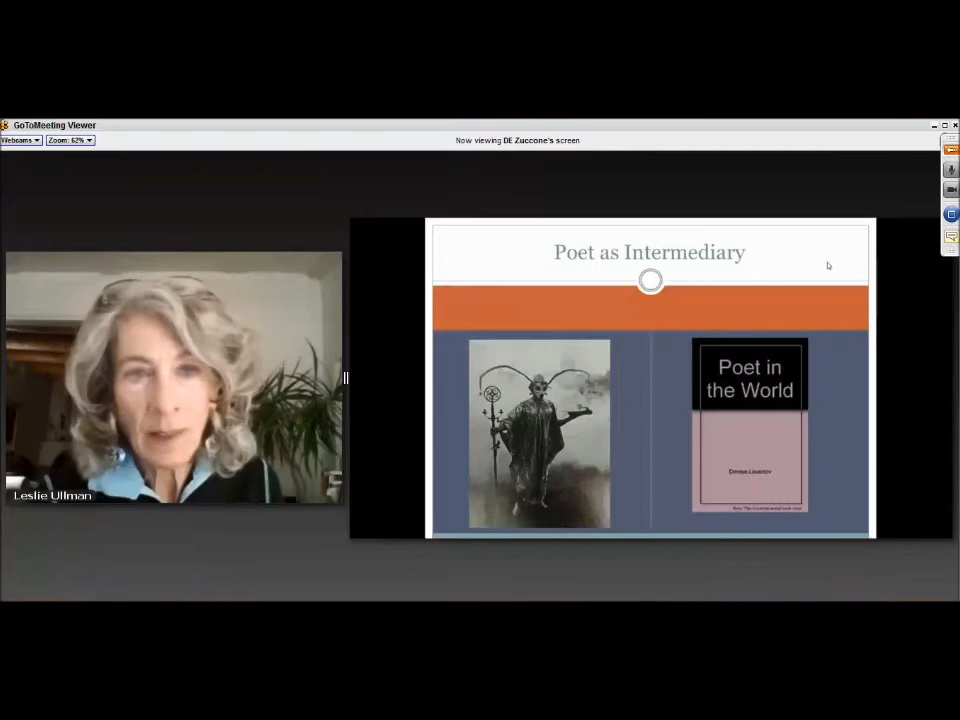 GoToMeeting Viewer
Webcams
Zoom: 62%
Now viewing DE Zuccone's screen
Poet as Intermediary
Poet in
the World
Denise Levertov
Leslie Ullman